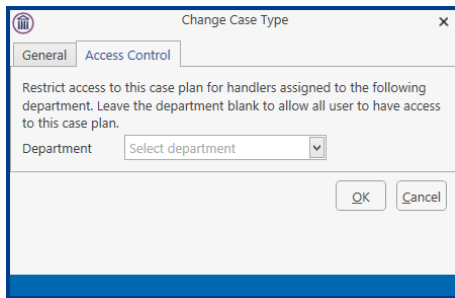 Change Case Type
General Access Control
Restrict access to this case plan for handlers assigned to the following
department. Leave the department blank to allow all user to have access
to this case plan.
Department Select department
OK Cancel